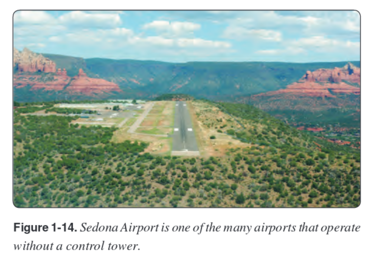 Figure 1-14. Sedona Airport is one of the many airports that operate
without a control tower.